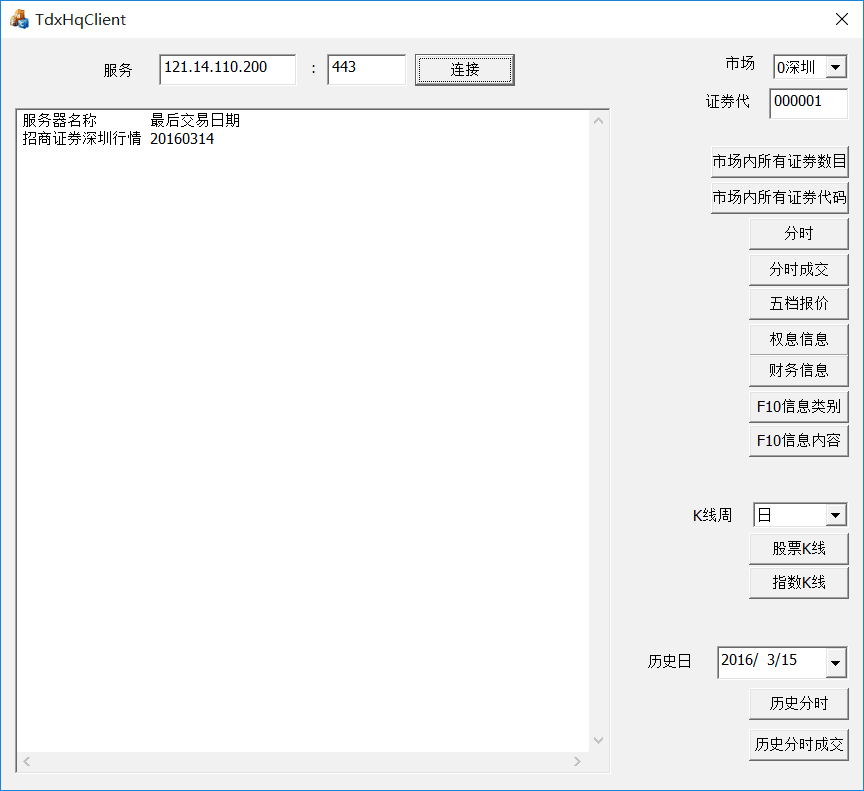 TdxHqClient
服务 121.14.110.200 : 443 连接
市场 0深圳
证券代 000001
服务器名称 最后交易日期
招商证券深圳行情 20160314
市场内所有证券数目
市场内所有证券代码
分时
分时成交
五档报价
权息信息
财务信息
F10信息类别
F10信息内容
K线周 日
股票K线
指数K线
历史日 2016/ 3/15
历史分时
历史分时成交